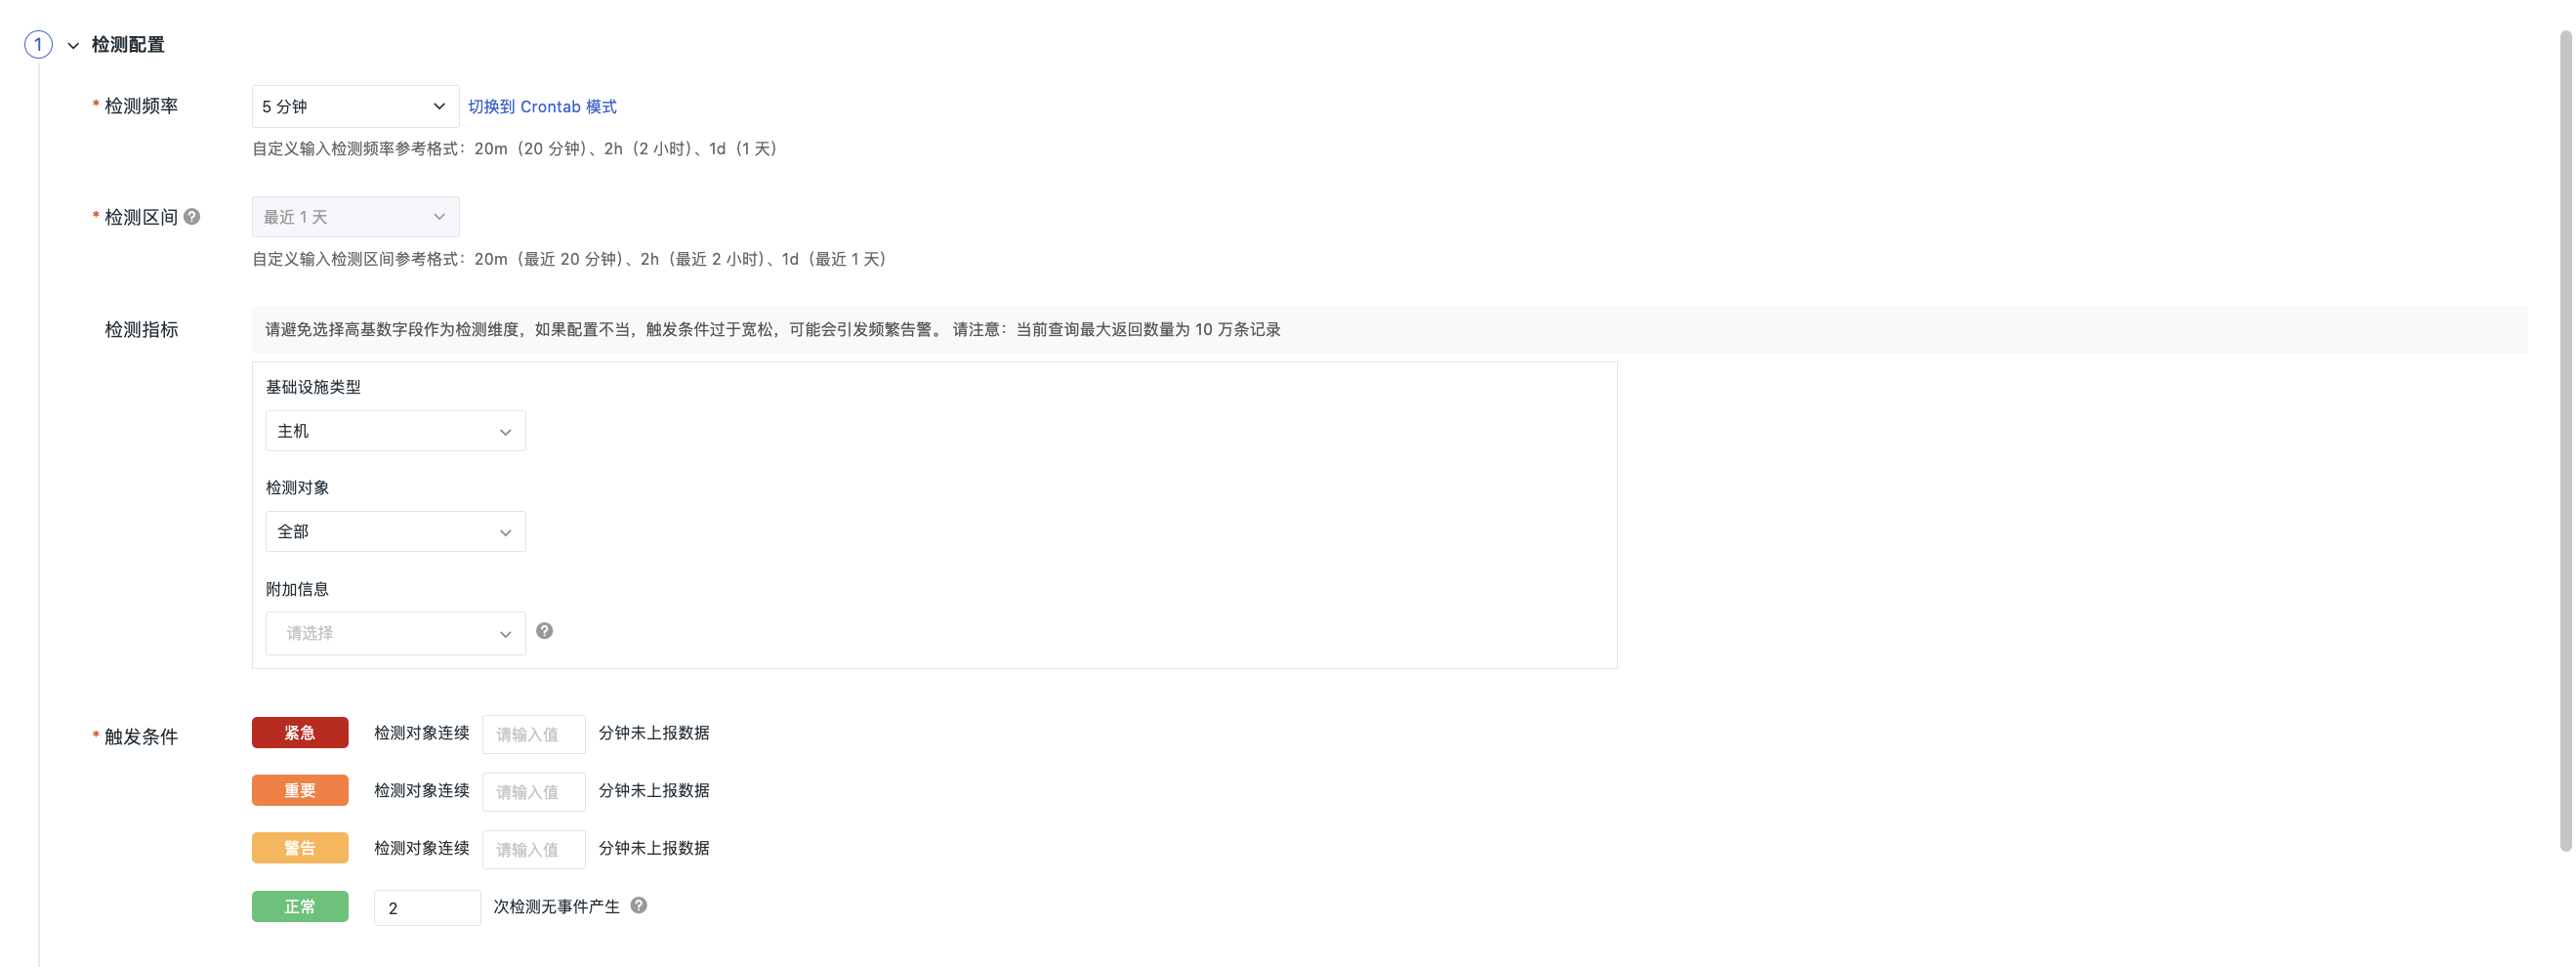 1 检测配置
* 检测频率 5 分钟 切换到 Crontab 模式
自定义输入检测频率参考格式：20m（20 分钟）、2h（2 小时）、1d（1 天）
* 检测区间 ? 最近 1 天
自定义输入检测区间参考格式：20m（最近 20 分钟）、2h（最近 2 小时）、1d（最近 1 天）
检测指标 请避免选择高基数字段作为检测维度，如果配置不当，触发条件过于宽松，可能会引发频繁告警。 请注意：当前查询最大返回数量为 10 万条记录
基础设施类型
主机
检测对象
全部
附加信息
请选择 ?
* 触发条件 紧急 检测对象连续 请输入值 分钟未上报数据
重要 检测对象连续 请输入值 分钟未上报数据
警告 检测对象连续 请输入值 分钟未上报数据
正常 2 次检测无事件产生 ?